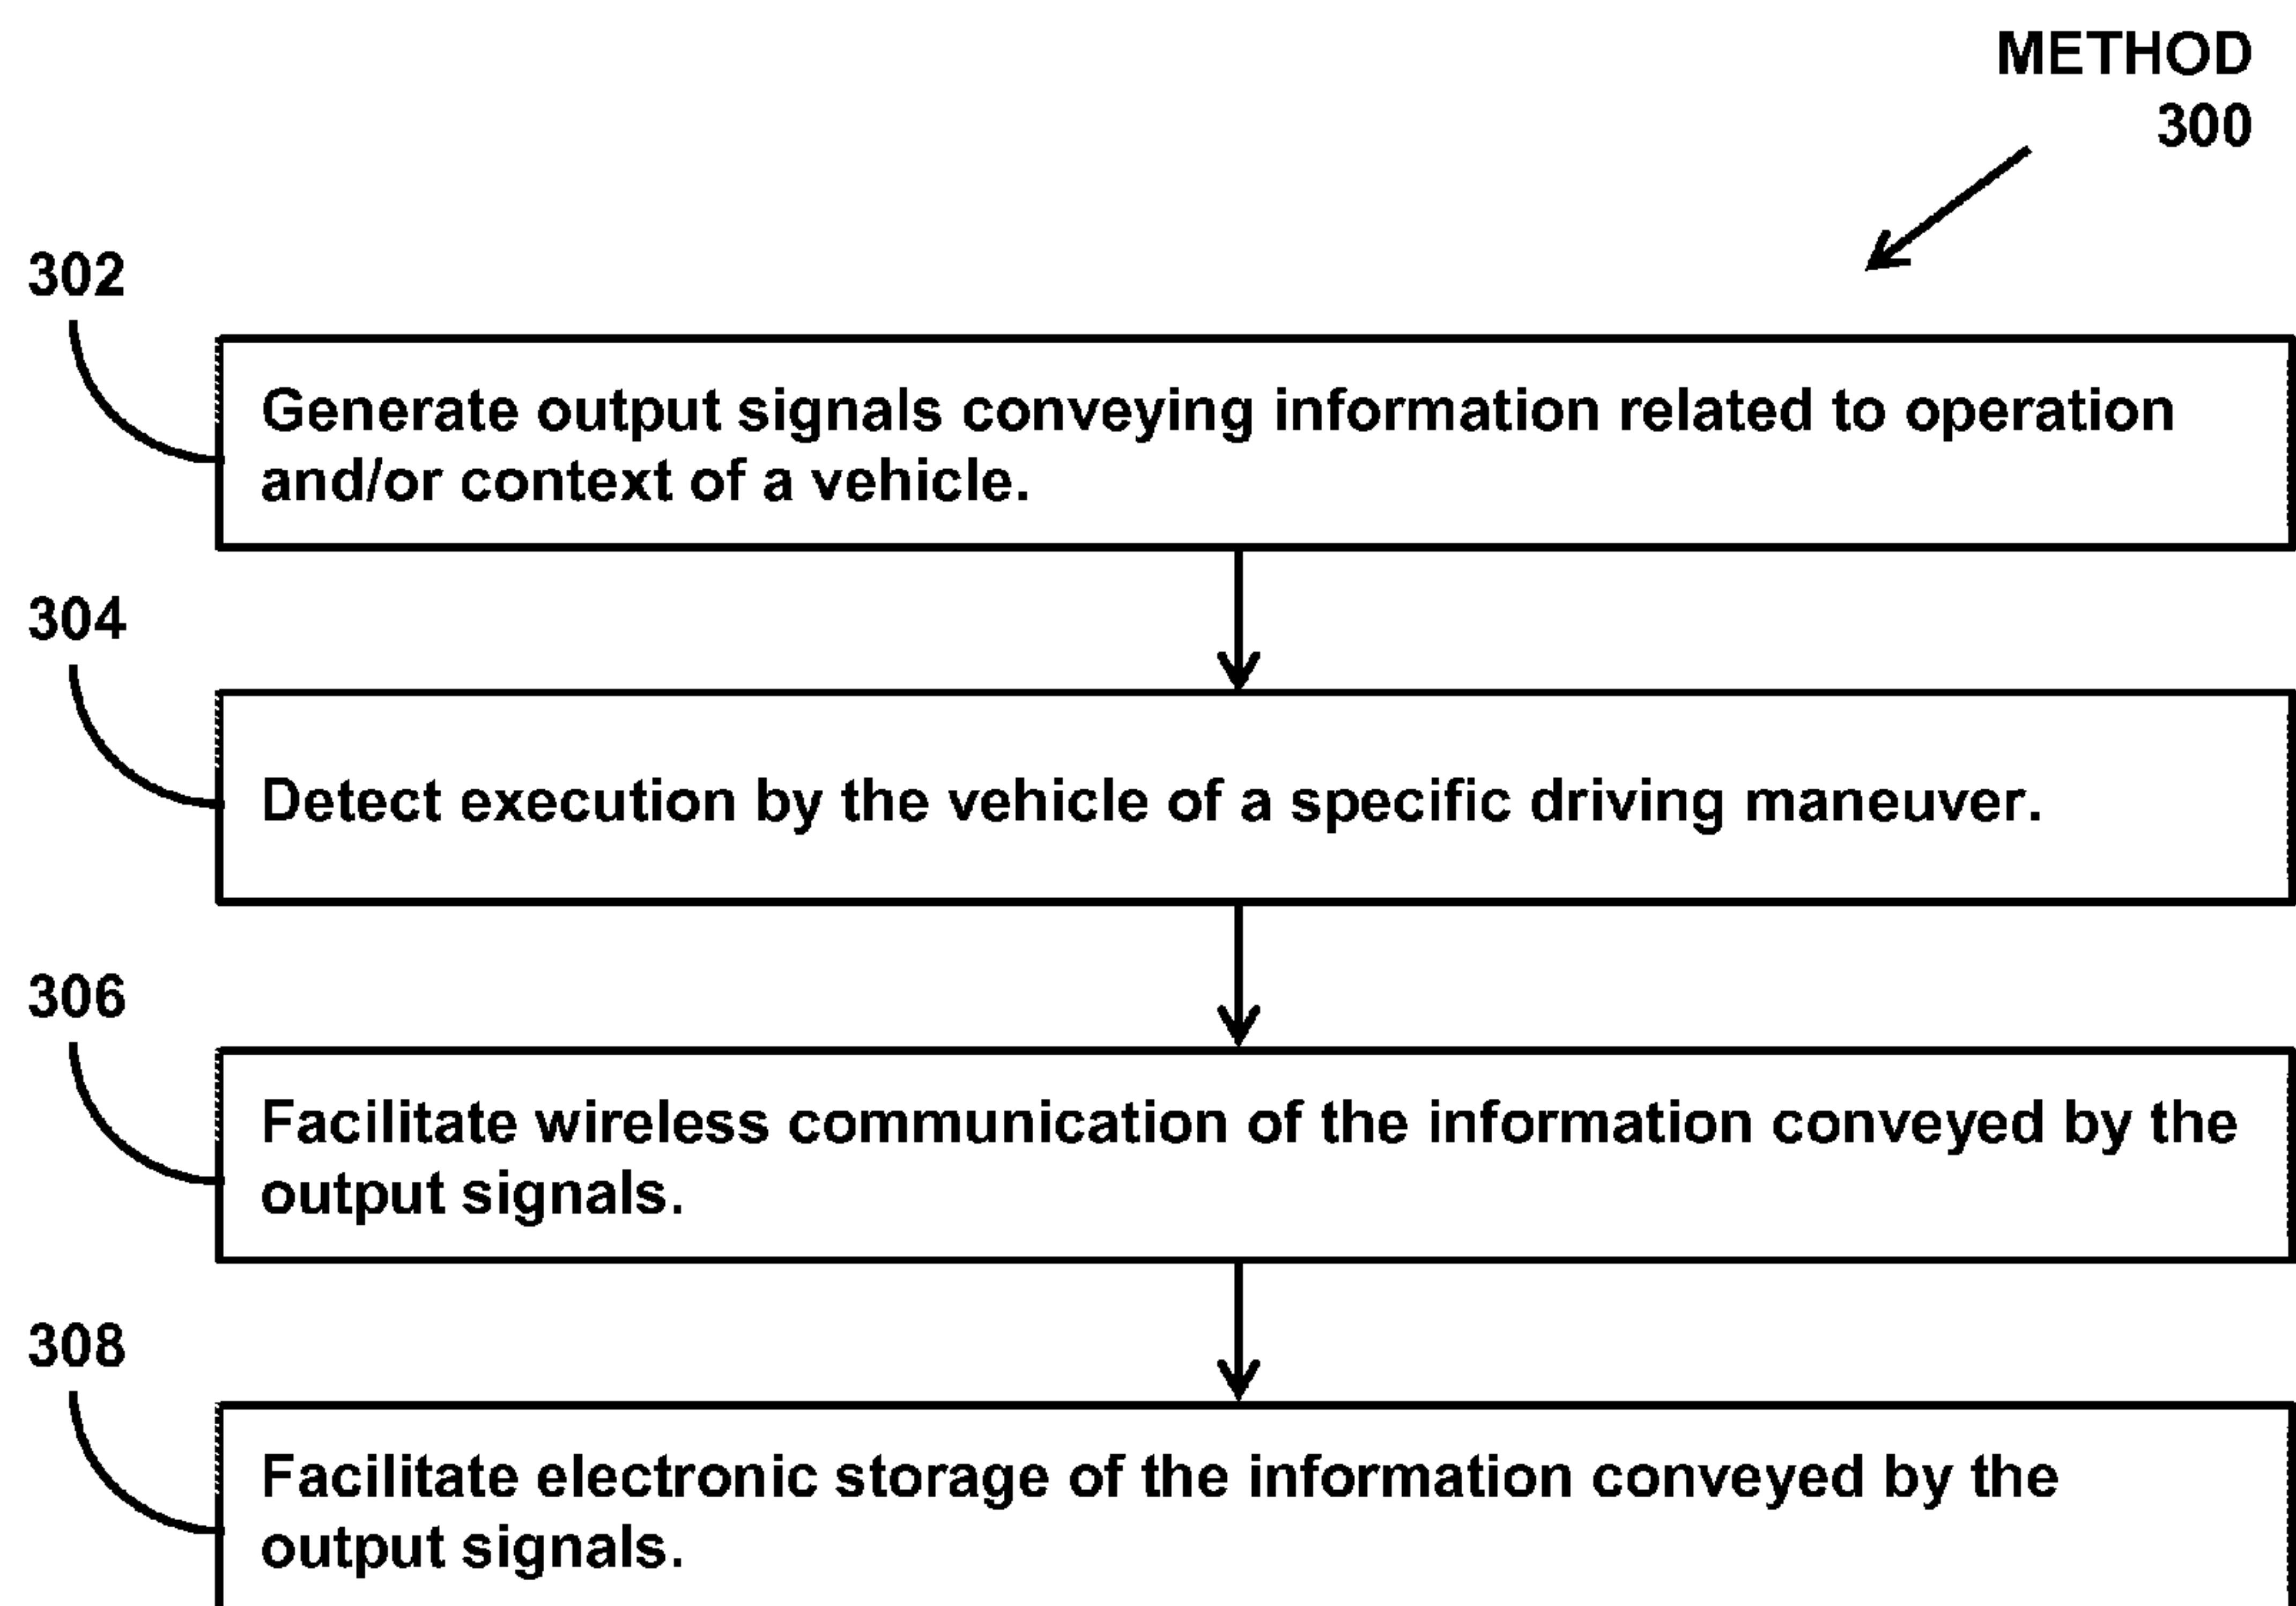 METHOD
300
302
Generate output signals conveying information related to operation
and/or context of a vehicle.
304
Detect execution by the vehicle of a specific driving maneuver.
306
Facilitate wireless communication of the information conveyed by the
output signals.
308
Facilitate electronic storage of the information conveyed by the
output signals.